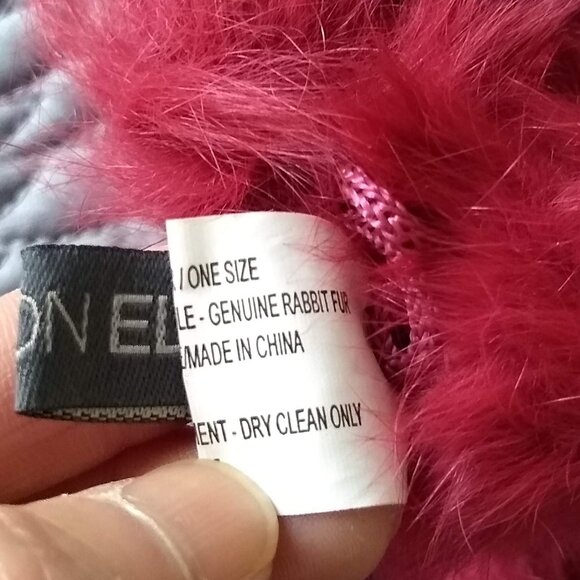 ON EL
/ ONE SIZE
LE - GENUINE RABBIT FUR
/MADE IN CHINA
ENT - DRY CLEAN ONLY